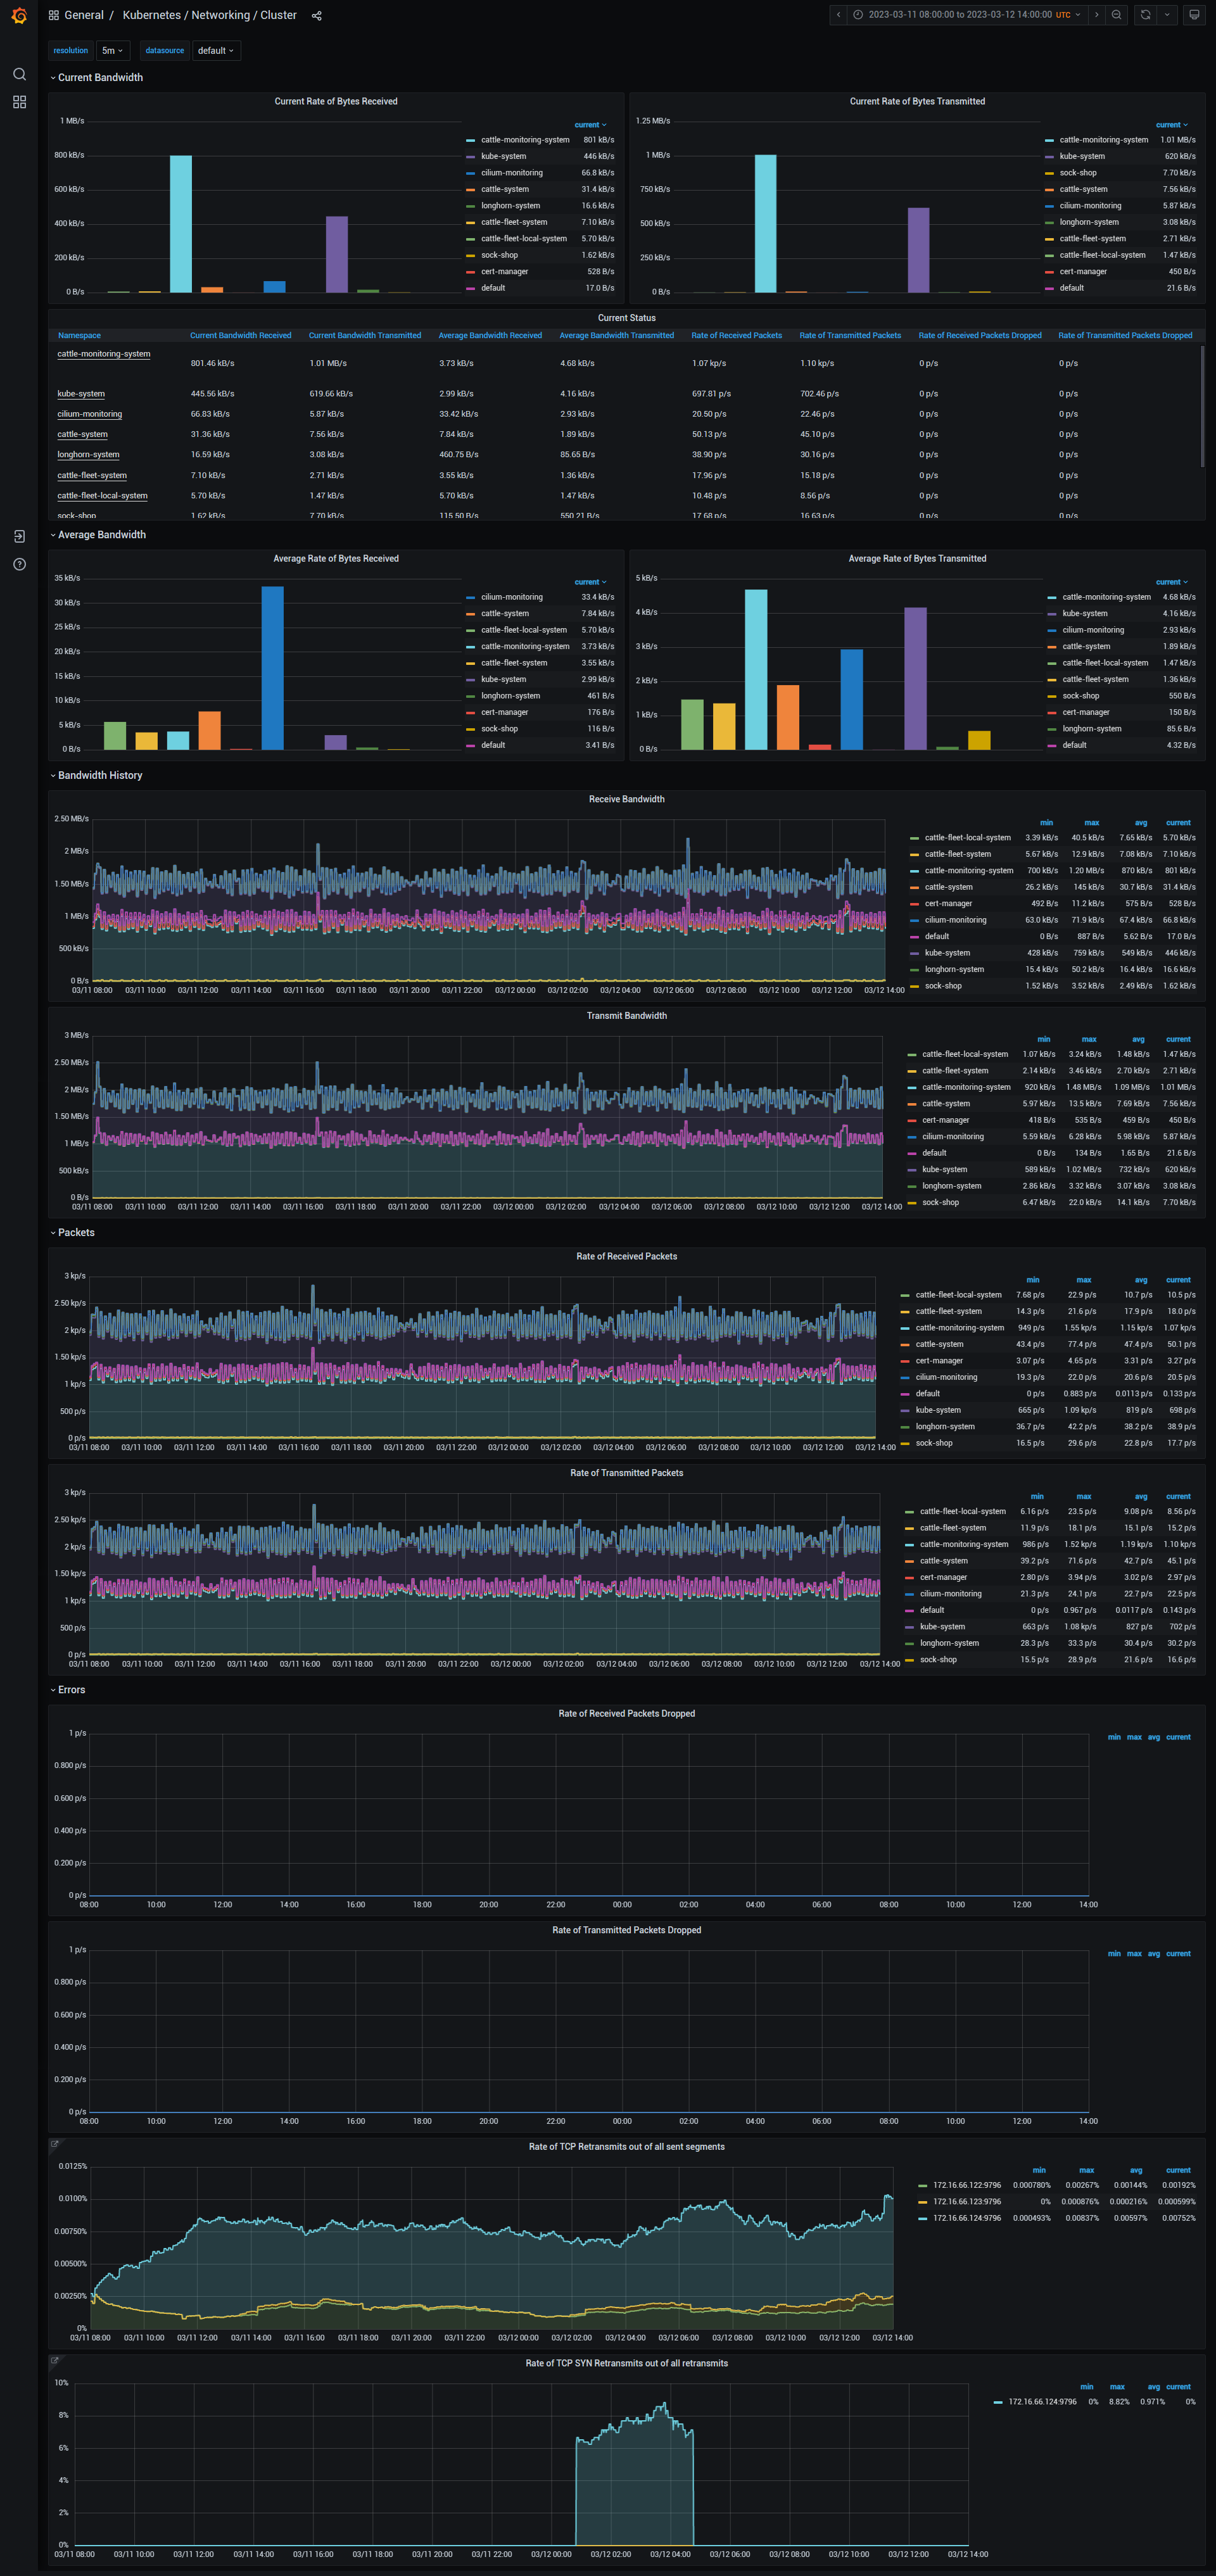 General / Kubernetes / Networking / Cluster
2023-03-11 08:00:00 to 2023-03-12 14:00:00 UTC
resolution 5m datasource default
Current Bandwidth
Current Rate of Bytes Received
1 MB/s
800 kB/s
600 kB/s
400 kB/s
200 kB/s
0 B/s
current
cattle-monitoring-system 801 kB/s
kube-system 446 kB/s
cilium-monitoring 66.8 kB/s
cattle-system 31.4 kB/s
longhorn-system 16.6 kB/s
cattle-fleet-system 7.10 kB/s
cattle-fleet-local-system 5.70 kB/s
sock-shop 1.62 kB/s
cert-manager 528 B/s
default 17.0 B/s
Current Rate of Bytes Transmitted
1.25 MB/s
1 MB/s
750 kB/s
500 kB/s
250 kB/s
0 B/s
current
cattle-monitoring-system 1.01 MB/s
kube-system 620 kB/s
sock-shop 7.70 kB/s
cattle-system 7.56 kB/s
cilium-monitoring 5.87 kB/s
longhorn-system 3.08 kB/s
cattle-fleet-system 2.71 kB/s
cattle-fleet-local-system 1.47 kB/s
cert-manager 450 B/s
default 21.6 B/s
Current Status
Namespace Current Bandwidth Received Current Bandwidth Transmitted Average Bandwidth Received Average Bandwidth Transmitted Rate of Received Packets Rate of Transmitted Packets Rate of Received Packets Dropped Rate of Transmitted Packets Dropped
cattle-monitoring-system 801.46 kB/s 1.01 MB/s 3.73 kB/s 4.68 kB/s 1.07 kp/s 1.10 kp/s 0 p/s 0 p/s
kube-system 445.56 kB/s 619.66 kB/s 2.99 kB/s 4.16 kB/s 697.81 p/s 702.46 p/s 0 p/s 0 p/s
cilium-monitoring 66.83 kB/s 5.87 kB/s 33.42 kB/s 2.93 kB/s 20.50 p/s 22.46 p/s 0 p/s 0 p/s
cattle-system 31.36 kB/s 7.56 kB/s 7.84 kB/s 1.89 kB/s 50.13 p/s 45.10 p/s 0 p/s 0 p/s
longhorn-system 16.59 kB/s 3.08 kB/s 460.75 B/s 85.65 B/s 38.90 p/s 30.16 p/s 0 p/s 0 p/s
cattle-fleet-system 7.10 kB/s 2.71 kB/s 3.55 kB/s 1.36 kB/s 17.96 p/s 15.18 p/s 0 p/s 0 p/s
cattle-fleet-local-system 5.70 kB/s 1.47 kB/s 5.70 kB/s 1.47 kB/s 10.48 p/s 8.56 p/s 0 p/s 0 p/s
sock-shop 1.62 kB/s 7.70 kB/s 115.50 B/s 550.21 B/s 17.68 p/s 16.63 p/s 0 p/s 0 p/s
Average Bandwidth
Average Rate of Bytes Received
35 kB/s
30 kB/s
25 kB/s
20 kB/s
15 kB/s
10 kB/s
5 kB/s
0 B/s
current
cilium-monitoring 33.4 kB/s
cattle-system 7.84 kB/s
cattle-fleet-local-system 5.70 kB/s
cattle-monitoring-system 3.73 kB/s
cattle-fleet-system 3.55 kB/s
kube-system 2.99 kB/s
longhorn-system 461 B/s
cert-manager 176 B/s
sock-shop 116 B/s
default 3.41 B/s
Average Rate of Bytes Transmitted
5 kB/s
4 kB/s
3 kB/s
2 kB/s
1 kB/s
0 B/s
current
cattle-monitoring-system 4.68 kB/s
kube-system 4.16 kB/s
cilium-monitoring 2.93 kB/s
cattle-system 1.89 kB/s
cattle-fleet-local-system 1.47 kB/s
cattle-fleet-system 1.36 kB/s
sock-shop 550 B/s
cert-manager 150 B/s
longhorn-system 85.6 B/s
default 4.32 B/s
Bandwidth History
Receive Bandwidth
2.50 MB/s
2 MB/s
1.50 MB/s
1 MB/s
500 kB/s
0 B/s
03/11 08:00 03/11 10:00 03/11 12:00 03/11 14:00 03/11 16:00 03/11 18:00 03/11 20:00 03/11 22:00 03/12 00:00 03/12 02:00 03/12 04:00 03/12 06:00 03/12 08:00 03/12 10:00 03/12 12:00 03/12 14:00
min max avg current
cattle-fleet-local-system 3.39 kB/s 40.5 kB/s 7.65 kB/s 5.70 kB/s
cattle-fleet-system 5.67 kB/s 12.9 kB/s 7.08 kB/s 7.10 kB/s
cattle-monitoring-system 700 kB/s 1.20 MB/s 870 kB/s 801 kB/s
cattle-system 26.2 kB/s 145 kB/s 30.7 kB/s 31.4 kB/s
cert-manager 492 B/s 11.2 kB/s 575 B/s 528 B/s
cilium-monitoring 63.0 kB/s 71.9 kB/s 67.4 kB/s 66.8 kB/s
default 0 B/s 887 B/s 5.62 B/s 17.0 B/s
kube-system 428 kB/s 759 kB/s 549 kB/s 446 kB/s
longhorn-system 15.4 kB/s 50.2 kB/s 16.4 kB/s 16.6 kB/s
sock-shop 1.52 kB/s 3.52 kB/s 2.49 kB/s 1.62 kB/s
Transmit Bandwidth
3 MB/s
2.50 MB/s
2 MB/s
1.50 MB/s
1 MB/s
500 kB/s
0 B/s
03/11 08:00 03/11 10:00 03/11 12:00 03/11 14:00 03/11 16:00 03/11 18:00 03/11 20:00 03/11 22:00 03/12 00:00 03/12 02:00 03/12 04:00 03/12 06:00 03/12 08:00 03/12 10:00 03/12 12:00 03/12 14:00
min max avg current
cattle-fleet-local-system 1.07 kB/s 3.24 kB/s 1.48 kB/s 1.47 kB/s
cattle-fleet-system 2.14 kB/s 3.46 kB/s 2.70 kB/s 2.71 kB/s
cattle-monitoring-system 920 kB/s 1.48 MB/s 1.09 MB/s 1.01 MB/s
cattle-system 5.97 kB/s 13.5 kB/s 7.69 kB/s 7.56 kB/s
cert-manager 418 B/s 535 B/s 459 B/s 450 B/s
cilium-monitoring 5.59 kB/s 6.28 kB/s 5.98 kB/s 5.87 kB/s
default 0 B/s 134 B/s 1.65 B/s 21.6 B/s
kube-system 589 kB/s 1.02 MB/s 732 kB/s 620 kB/s
longhorn-system 2.86 kB/s 3.32 kB/s 3.07 kB/s 3.08 kB/s
sock-shop 6.47 kB/s 22.0 kB/s 14.1 kB/s 7.70 kB/s
Packets
Rate of Received Packets
3 kp/s
2.50 kp/s
2 kp/s
1.50 kp/s
1 kp/s
500 p/s
0 p/s
03/11 08:00 03/11 10:00 03/11 12:00 03/11 14:00 03/11 16:00 03/11 18:00 03/11 20:00 03/11 22:00 03/12 00:00 03/12 02:00 03/12 04:00 03/12 06:00 03/12 08:00 03/12 10:00 03/12 12:00 03/12 14:00
min max avg current
cattle-fleet-local-system 7.68 p/s 22.9 p/s 10.7 p/s 10.5 p/s
cattle-fleet-system 14.3 p/s 21.6 p/s 17.9 p/s 18.0 p/s
cattle-monitoring-system 949 p/s 1.55 kp/s 1.15 kp/s 1.07 kp/s
cattle-system 43.4 p/s 77.4 p/s 47.4 p/s 50.1 p/s
cert-manager 3.07 p/s 4.65 p/s 3.31 p/s 3.27 p/s
cilium-monitoring 19.3 p/s 22.0 p/s 20.6 p/s 20.5 p/s
default 0 p/s 0.883 p/s 0.0113 p/s 0.133 p/s
kube-system 665 p/s 1.09 kp/s 819 p/s 698 p/s
longhorn-system 36.7 p/s 42.2 p/s 38.2 p/s 38.9 p/s
sock-shop 16.5 p/s 29.6 p/s 22.8 p/s 17.7 p/s
Rate of Transmitted Packets
3 kp/s
2.50 kp/s
2 kp/s
1.50 kp/s
1 kp/s
500 p/s
0 p/s
03/11 08:00 03/11 10:00 03/11 12:00 03/11 14:00 03/11 16:00 03/11 18:00 03/11 20:00 03/11 22:00 03/12 00:00 03/12 02:00 03/12 04:00 03/12 06:00 03/12 08:00 03/12 10:00 03/12 12:00 03/12 14:00
min max avg current
cattle-fleet-local-system 6.16 p/s 23.5 p/s 9.08 p/s 8.56 p/s
cattle-fleet-system 11.9 p/s 18.1 p/s 15.1 p/s 15.2 p/s
cattle-monitoring-system 986 p/s 1.52 kp/s 1.19 kp/s 1.10 kp/s
cattle-system 39.2 p/s 71.6 p/s 42.7 p/s 45.1 p/s
cert-manager 2.80 p/s 3.94 p/s 3.02 p/s 2.97 p/s
cilium-monitoring 21.3 p/s 24.1 p/s 22.7 p/s 22.5 p/s
default 0 p/s 0.967 p/s 0.0117 p/s 0.143 p/s
kube-system 663 p/s 1.08 kp/s 827 p/s 702 p/s
longhorn-system 28.3 p/s 33.3 p/s 30.4 p/s 30.2 p/s
sock-shop 15.5 p/s 28.9 p/s 21.6 p/s 16.6 p/s
Errors
Rate of Received Packets Dropped
1 p/s
0.800 p/s
0.600 p/s
0.400 p/s
0.200 p/s
0 p/s
08:00 10:00 12:00 14:00 16:00 18:00 20:00 22:00 00:00 02:00 04:00 06:00 08:00 10:00 12:00 14:00
min max avg current
Rate of Transmitted Packets Dropped
1 p/s
0.800 p/s
0.600 p/s
0.400 p/s
0.200 p/s
0 p/s
08:00 10:00 12:00 14:00 16:00 18:00 20:00 22:00 00:00 02:00 04:00 06:00 08:00 10:00 12:00 14:00
min max avg current
Rate of TCP Retransmits out of all sent segments
0.0125%
0.0100%
0.00750%
0.00500%
0.00250%
0%
03/11 08:00 03/11 10:00 03/11 12:00 03/11 14:00 03/11 16:00 03/11 18:00 03/11 20:00 03/11 22:00 03/12 00:00 03/12 02:00 03/12 04:00 03/12 06:00 03/12 08:00 03/12 10:00 03/12 12:00 03/12 14:00
min max avg current
172.16.66.122:9796 0.000780% 0.00267% 0.00144% 0.00192%
172.16.66.123:9796 0% 0.000876% 0.000216% 0.000599%
172.16.66.124:9796 0.000493% 0.00837% 0.00597% 0.00752%
Rate of TCP SYN Retransmits out of all retransmits
10%
8%
6%
4%
2%
0%
03/11 08:00 03/11 10:00 03/11 12:00 03/11 14:00 03/11 16:00 03/11 18:00 03/11 20:00 03/11 22:00 03/12 00:00 03/12 02:00 03/12 04:00 03/12 06:00 03/12 08:00 03/12 10:00 03/12 12:00 03/12 14:00
min max avg current
172.16.66.124:9796 0% 8.82% 0.971% 0%